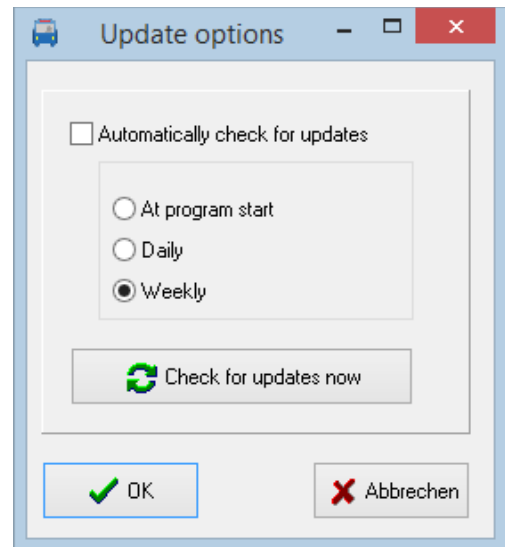 Update options
Automatically check for updates
At program start
Daily
Weekly
Check for updates now
OK
Abbrechen